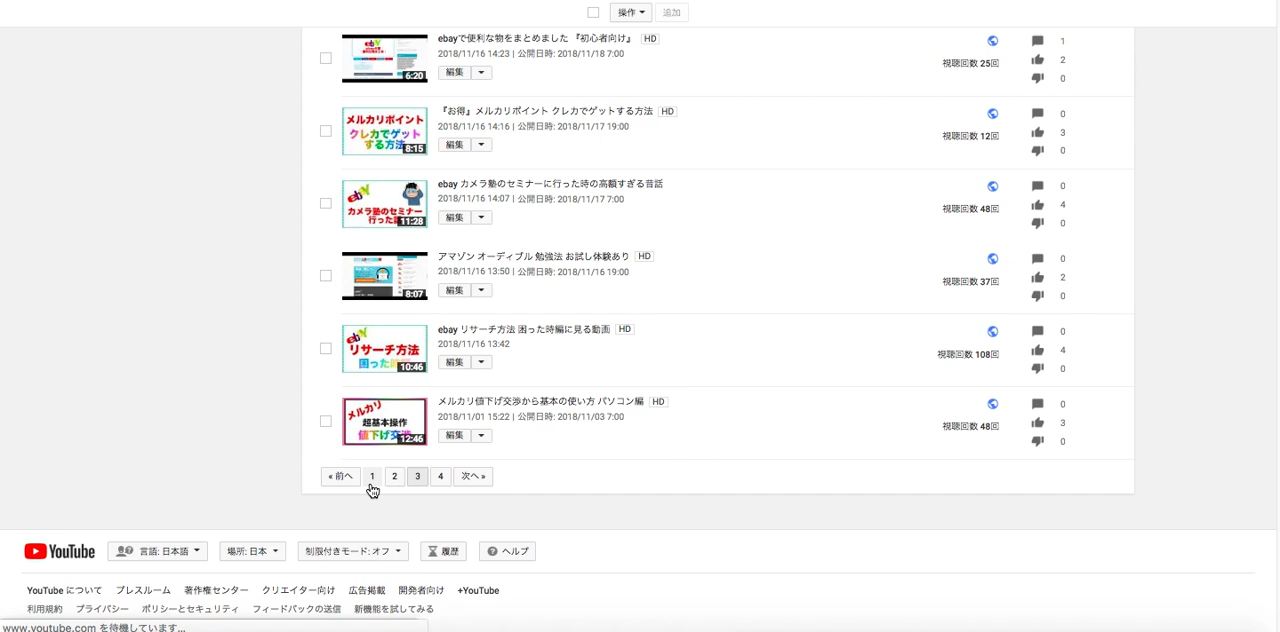 操作 追加
ebayで便利な物をまとめました 『初心者向け』 HD
2018/11/16 14:23 | 公開日時: 2018/11/18 7:00
編集
6:20
視聴回数 25回
1
2
0
『お得』メルカリポイント クレカでゲットする方法 HD
2018/11/16 14:16 | 公開日時: 2018/11/17 19:00
編集
メルカリポイント
クレカでゲット
する方法
8:15
視聴回数 12回
0
3
0
ebay カメラ塾のセミナーに行った時の高額すぎる昔話
2018/11/16 14:07 | 公開日時: 2018/11/17 7:00
編集
ebay
カメラ塾のセミナー
11:28
視聴回数 48回
0
4
0
アマゾン オーディブル 勉強法 お試し体験あり HD
2018/11/16 13:50 | 公開日時: 2018/11/16 19:00
編集
8:07
視聴回数 37回
0
2
0
ebay リサーチ方法 困った時編に見る動画 HD
2018/11/16 13:42
編集
ebay
リサーチ方法
10:46
視聴回数 108回
0
4
0
メルカリ値下げ交渉から基本の使い方 パソコン編 HD
2018/11/01 15:22 | 公開日時: 2018/11/03 7:00
編集
メルカリ
超基本操作
値下げ交渉
12:46
視聴回数 48回
0
3
0
« 前へ 1 2 3 4 次へ »
YouTube 言語: 日本語 場所: 日本 制限付きモード: オフ 履歴 ヘルプ
YouTube について プレスルーム 著作権センター クリエイター向け 広告掲載 開発者向け +YouTube
利用規約 プライバシー ポリシーとセキュリティ フィードバックの送信 新機能を試してみる
www.youtube.com を待機しています...